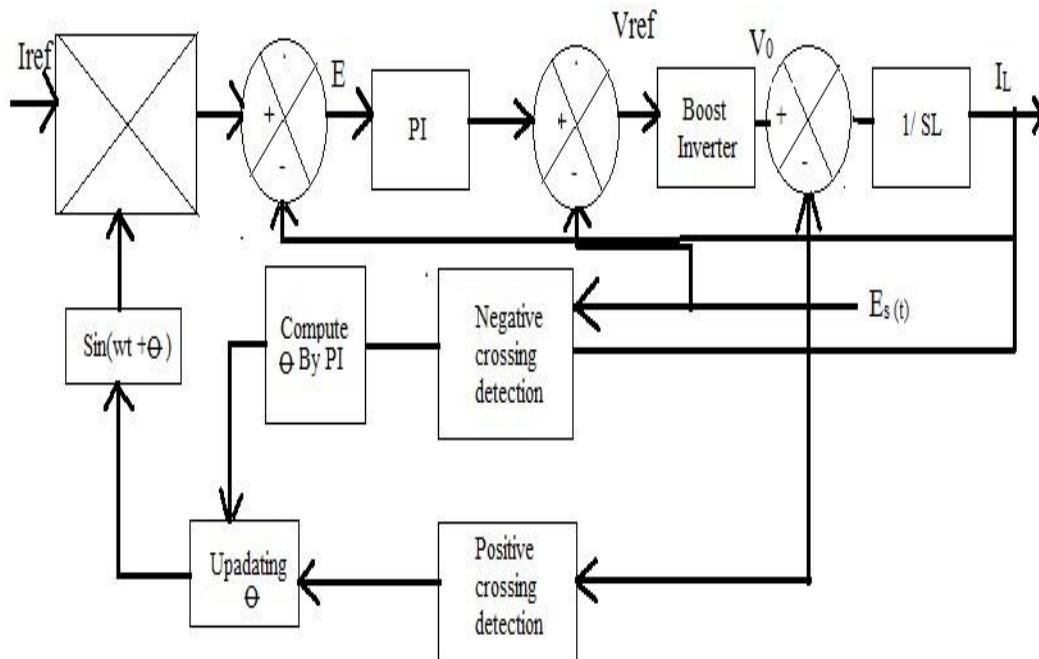 Iref
E
Vref
V0
IL
+
-
PI
+
-
Boost
Inverter
+
-
1/ SL
Es (t)
Sin(wt +Θ)
Compute
Θ By PI
Negative
crossing
detection
Upadating
Θ
Positive
crossing
detection